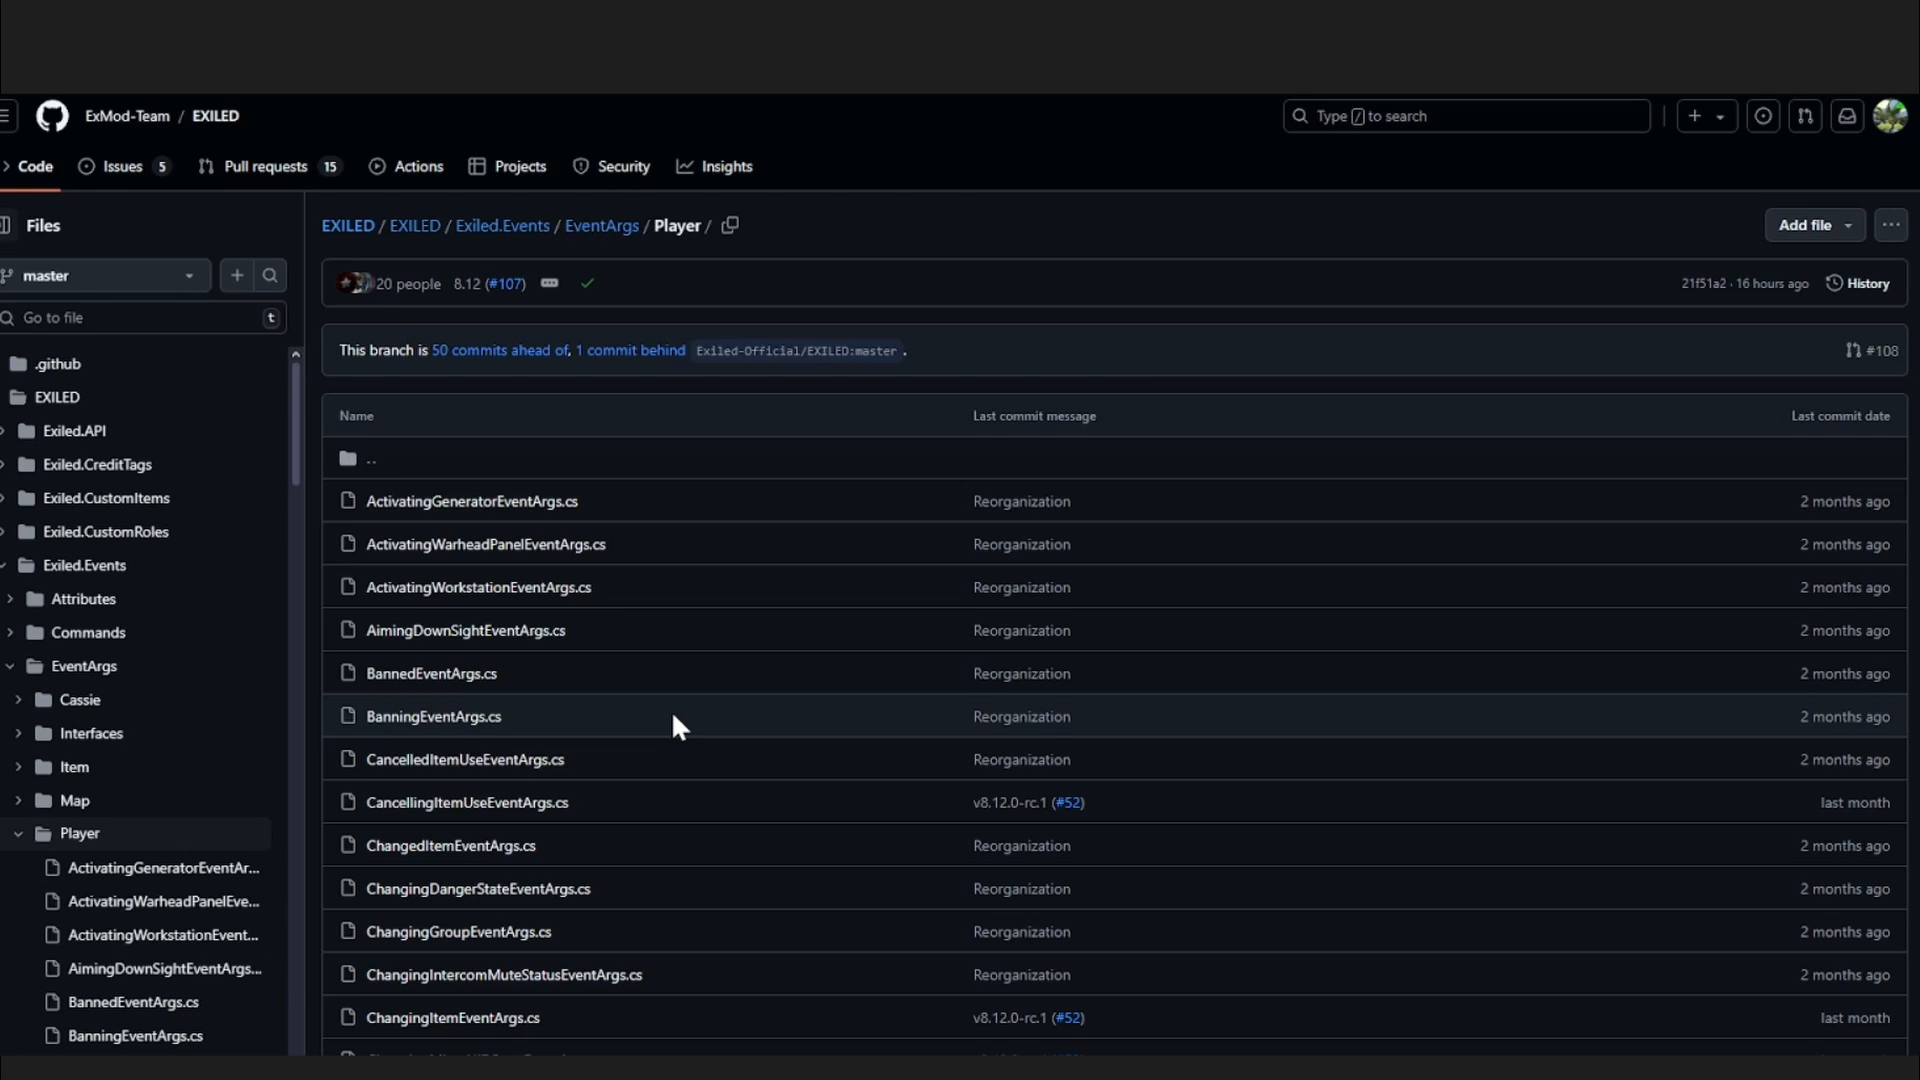 ExMod-Team / EXILED
Type / to search
Code
Issues 5
Pull requests 15
Actions
Projects
Security
Insights
Files
master
Go to file
t
.github
EXILED
Exiled.API
Exiled.CreditTags
Exiled.CustomItems
Exiled.CustomRoles
Exiled.Events
Attributes
Commands
EventArgs
Cassie
Interfaces
Item
Map
Player
ActivatingGeneratorEventAr...
ActivatingWarheadPanelEve...
ActivatingWorkstationEvent...
AimingDownSightEventArgs...
BannedEventArgs.cs
BanningEventArgs.cs
EXILED / EXILED / Exiled.Events / EventArgs / Player /
Add file
20 people 8.12 (#107)
21f51a2 · 16 hours ago
History
This branch is 50 commits ahead of, 1 commit behind Exiled-Official/EXILED:master .
#108
Name Last commit message Last commit date
..
ActivatingGeneratorEventArgs.cs Reorganization 2 months ago
ActivatingWarheadPanelEventArgs.cs Reorganization 2 months ago
ActivatingWorkstationEventArgs.cs Reorganization 2 months ago
AimingDownSightEventArgs.cs Reorganization 2 months ago
BannedEventArgs.cs Reorganization 2 months ago
BanningEventArgs.cs Reorganization 2 months ago
CancelledItemUseEventArgs.cs Reorganization 2 months ago
CancellingItemUseEventArgs.cs v8.12.0-rc.1 (#52) last month
ChangedItemEventArgs.cs Reorganization 2 months ago
ChangingDangerStateEventArgs.cs Reorganization 2 months ago
ChangingGroupEventArgs.cs Reorganization 2 months ago
ChangingIntercomMuteStatusEventArgs.cs Reorganization 2 months ago
ChangingItemEventArgs.cs v8.12.0-rc.1 (#52) last month